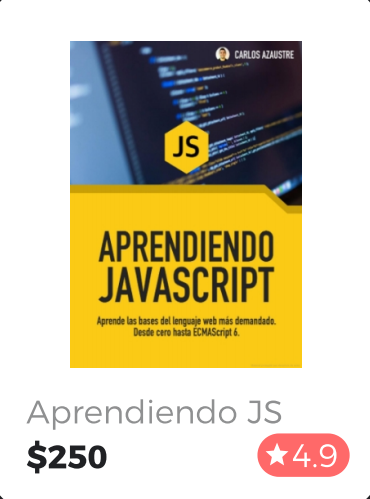 CARLOS AZAUSTRE
JS
APRENDIENDO
JAVASCRIPT
Aprende las bases del lenguaje web más demandado.
Desde cero hasta ECMAScript 6.
Aprendiendo JS
$250
★4.9